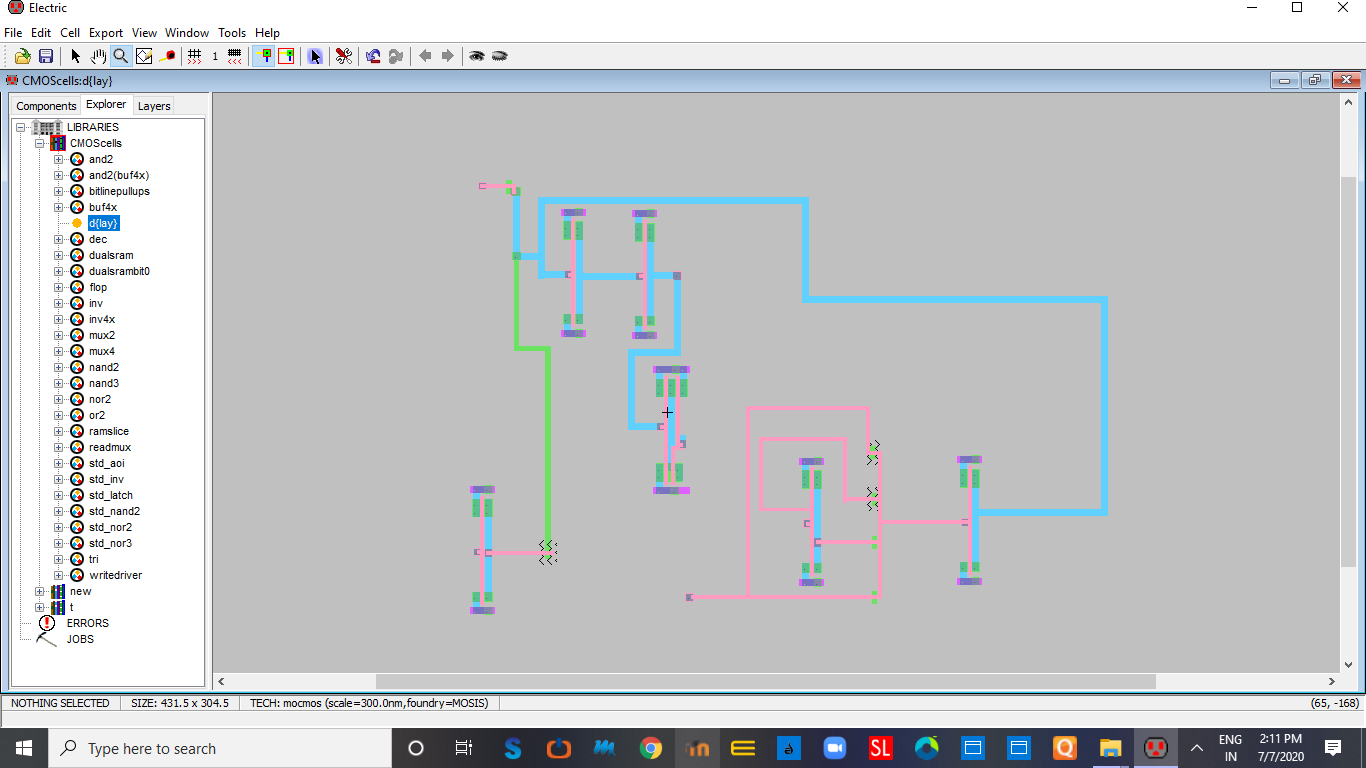 Electric
File Edit Cell Export View Window Tools Help
1
CMOScells:d{lay}
Components Explorer Layers
LIBRARIES
CMOScells
and2
and2(buf4x)
bitlinepullups
buf4x
d{lay}
dec
dualsram
dualsrambit0
flop
inv
inv4x
mux2
mux4
nand2
nand3
nor2
or2
ramslice
readmux
std_aoi
std_inv
std_latch
std_nand2
std_nor2
std_nor3
tri
writedriver
new
t
ERRORS
JOBS
NOTHING SELECTED SIZE: 431.5 x 304.5 TECH: mocmos (scale=300.0nm,foundry=MOSIS) (65, -168)
Type here to search
S
SL
Q
ENG
IN
2:11 PM
7/7/2020